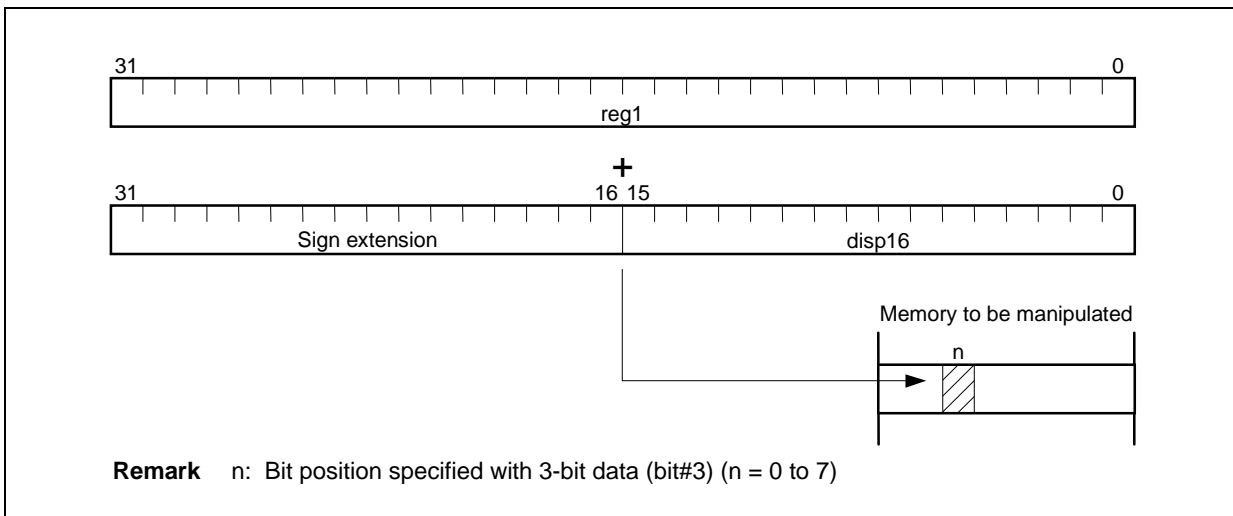 31 0
reg1
+
31 16 15 0
Sign extension disp16
Memory to be manipulated
n
Remark n: Bit position specified with 3-bit data (bit#3) (n = 0 to 7)